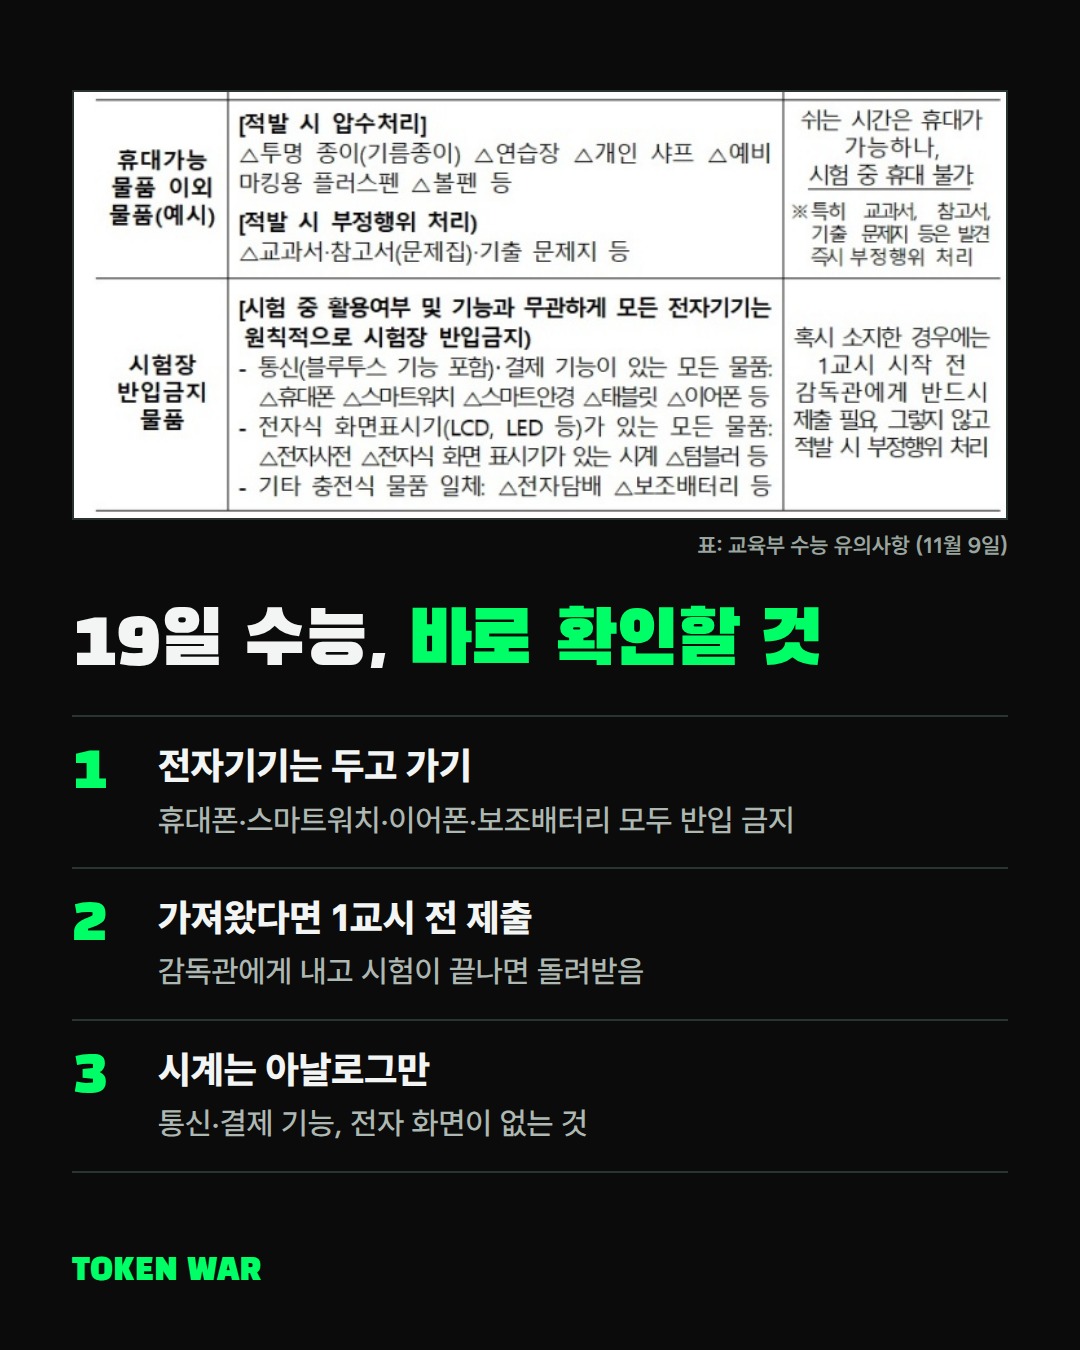 휴대가능
물품 이외
물품(예시)
[적발 시 압수처리]
△투명 종이(기름종이) △연습장 △개인 샤프 △예비
마킹용 플러스펜 △볼펜 등
[적발 시 부정행위 처리)
△교과서·참고서(문제집)·기출 문제지 등
쉬는 시간은 휴대가
가능하나,
시험 중 휴대 불가.
※특히 교과서, 참고서,
기출 문제지 등은 발견
즉시 부정행위 처리
시험장
반입금지
물품
[시험 중 활용여부 및 기능과 무관하게 모든 전자기기는
원칙적으로 시험장 반입금지)
- 통신(블루투스 기능 포함)·결제 기능이 있는 모든 물품:
△휴대폰 △스마트워치 △스마트안경 △태블릿 △이어폰 등
- 전자식 화면표시기(LCD, LED 등)가 있는 모든 물품:
△전자사전 △전자식 화면 표시기가 있는 시계 △텀블러 등
- 기타 충전식 물품 일체: △전자담배 △보조배터리 등
혹시 소지한 경우에는
1교시 시작 전
감독관에게 반드시
제출 필요, 그렇지 않고
적발 시 부정행위 처리
표: 교육부 수능 유의사항 (11월 9일)
19일 수능, 바로 확인할 것
1
전자기기는 두고 가기
휴대폰·스마트워치·이어폰·보조배터리 모두 반입 금지
2
가져왔다면 1교시 전 제출
감독관에게 내고 시험이 끝나면 돌려받음
3
시계는 아날로그만
통신·결제 기능, 전자 화면이 없는 것
TOKEN WAR